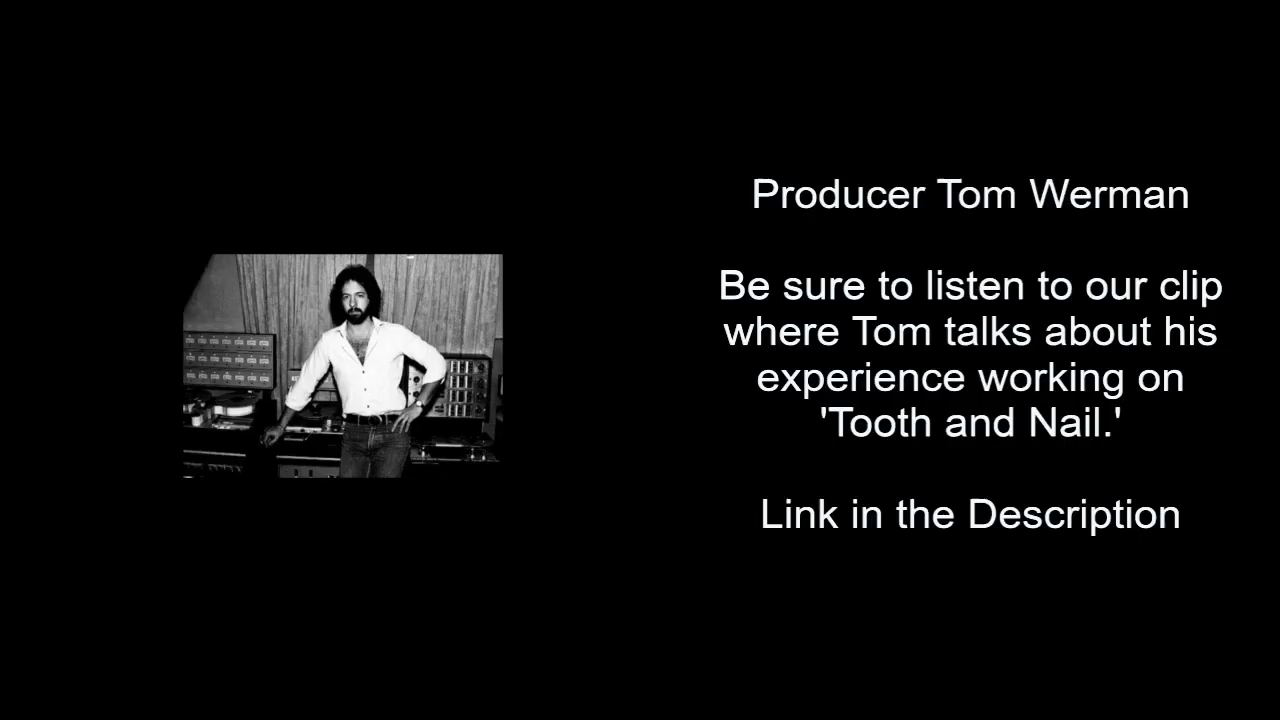 Producer Tom Werman
Be sure to listen to our clip
where Tom talks about his
experience working on
'Tooth and Nail.'
Link in the Description